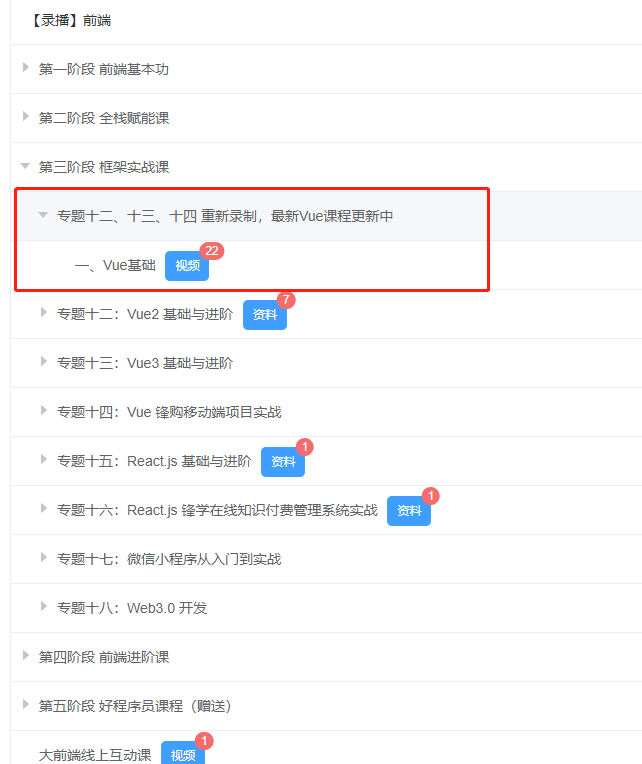 【录播】前端
第一阶段 前端基本功
第二阶段 全栈赋能课
第三阶段 框架实战课
专题十二、十三、十四 重新录制，最新Vue课程更新中
一、Vue基础 视频 22
专题十二：Vue2 基础与进阶 资料 7
专题十三：Vue3 基础与进阶
专题十四：Vue 锋购移动端项目实战
专题十五：React.js 基础与进阶 资料 1
专题十六：React.js 锋学在线知识付费管理系统实战 资料 1
专题十七：微信小程序从入门到实战
专题十八：Web3.0 开发
第四阶段 前端进阶课
第五阶段 好程序员课程（赠送）
大前端线上互动课 视频 1